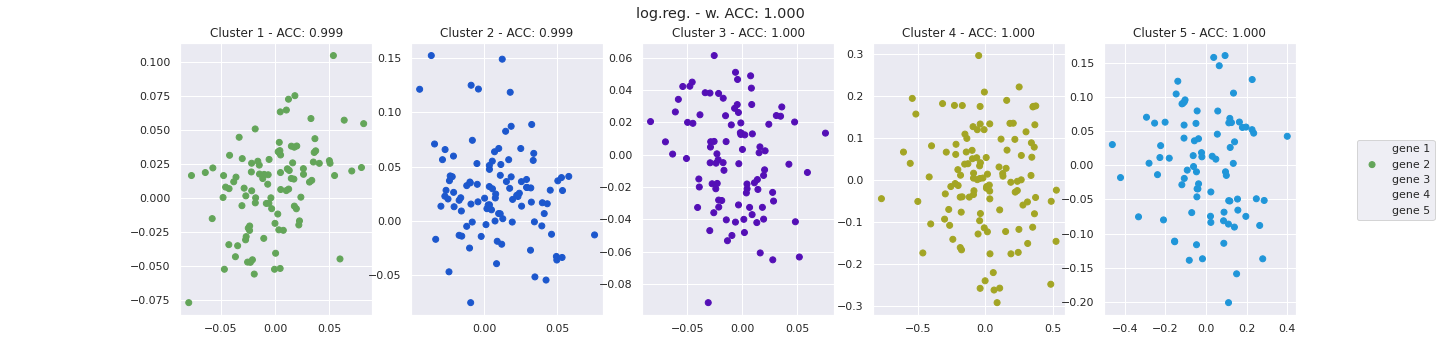 log.reg. - w. ACC: 1.000
Cluster 1 - ACC: 0.999
0.100
0.075
0.050
0.025
0.000
−0.025
−0.050
−0.075
−0.05 0.00 0.05
Cluster 2 - ACC: 0.999
0.15
0.10
0.05
0.00
−0.05
0.00 0.05
Cluster 3 - ACC: 1.000
0.06
0.04
0.02
0.00
−0.02
−0.04
−0.06
−0.08
−0.05 0.00 0.05
Cluster 4 - ACC: 1.000
0.3
0.2
0.1
0.0
−0.1
−0.2
−0.3
−0.5 0.0 0.5
Cluster 5 - ACC: 1.000
0.15
0.10
0.05
0.00
−0.05
−0.10
−0.15
−0.20
−0.4 −0.2 0.0 0.2 0.4
gene 1
gene 2
gene 3
gene 4
gene 5